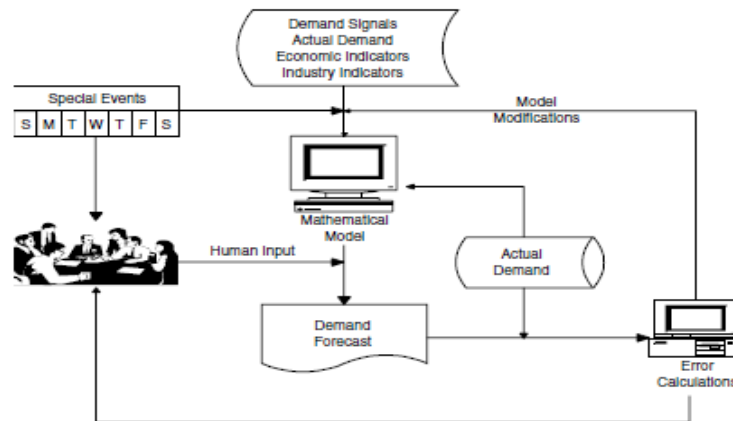 Demand Signals
Actual Demand
Economic Indicators
Industry Indicators
Special Events
S M T W T F S
Model
Modifications
Mathematical
Model
Human Input
Actual
Demand
Demand
Forecast
Error
Calculations